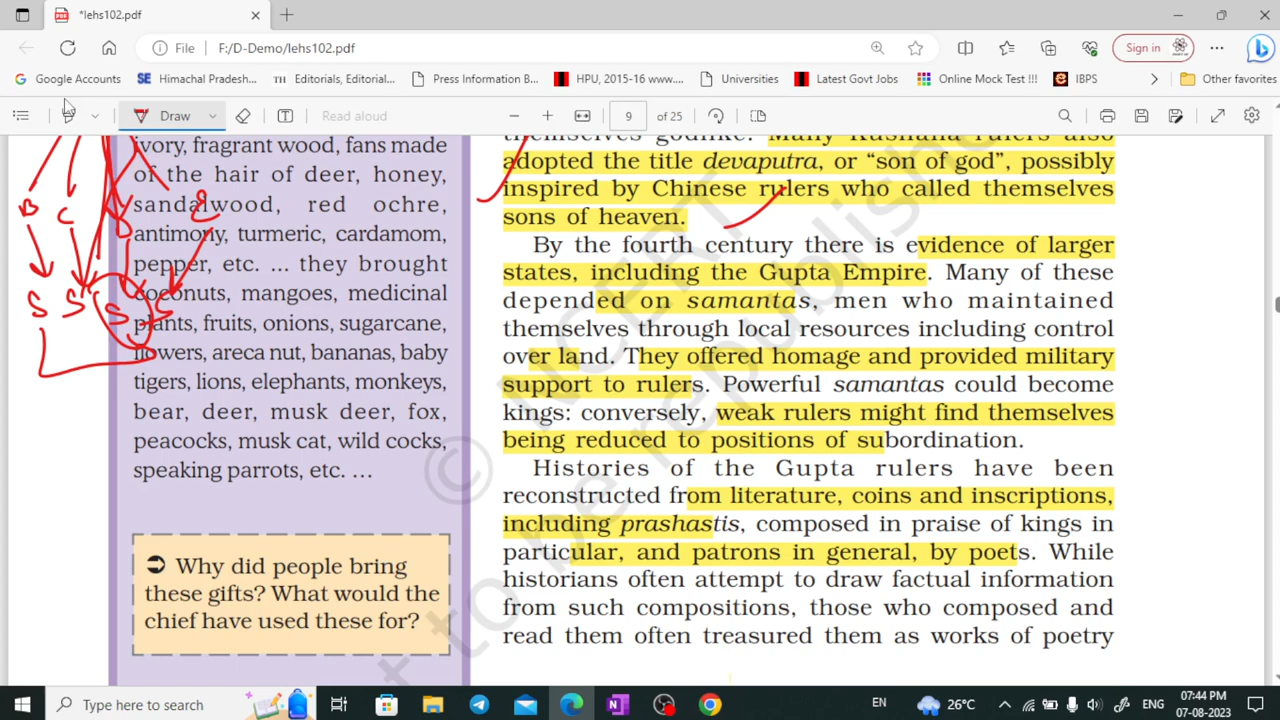 *lehs102.pdf
File F:/D-Demo/lehs102.pdf
Sign in
Google Accounts
Himachal Pradesh...
Editorials, Editorial...
Press Information B...
HPU, 2015-16 www....
Universities
Latest Govt Jobs
Online Mock Test !!!
IBPS
Other favorites
Draw
Read aloud
9 of 25
ivory, fragrant wood, fans made
of the hair of deer, honey,
sandalwood, red ochre,
antimony, turmeric, cardamom,
pepper, etc. ... they brought
coconuts, mangoes, medicinal
plants, fruits, onions, sugarcane,
flowers, areca nut, bananas, baby
tigers, lions, elephants, monkeys,
bear, deer, musk deer, fox,
peacocks, musk cat, wild cocks,
speaking parrots, etc. ...
Why did people bring
these gifts? What would the
chief have used these for?
B C
S S S S
themselves godlike. Many Kushana rulers also
adopted the title devaputra, or “son of god”, possibly
inspired by Chinese rulers who called themselves
sons of heaven.
By the fourth century there is evidence of larger
states, including the Gupta Empire. Many of these
depended on samantas, men who maintained
themselves through local resources including control
over land. They offered homage and provided military
support to rulers. Powerful samantas could become
kings: conversely, weak rulers might find themselves
being reduced to positions of subordination.
Histories of the Gupta rulers have been
reconstructed from literature, coins and inscriptions,
including prashastis, composed in praise of kings in
particular, and patrons in general, by poets. While
historians often attempt to draw factual information
from such compositions, those who composed and
read them often treasured them as works of poetry
© NCERT
not to be republished
Type here to search
EN
26°C
ENG
07:44 PM
07-08-2023